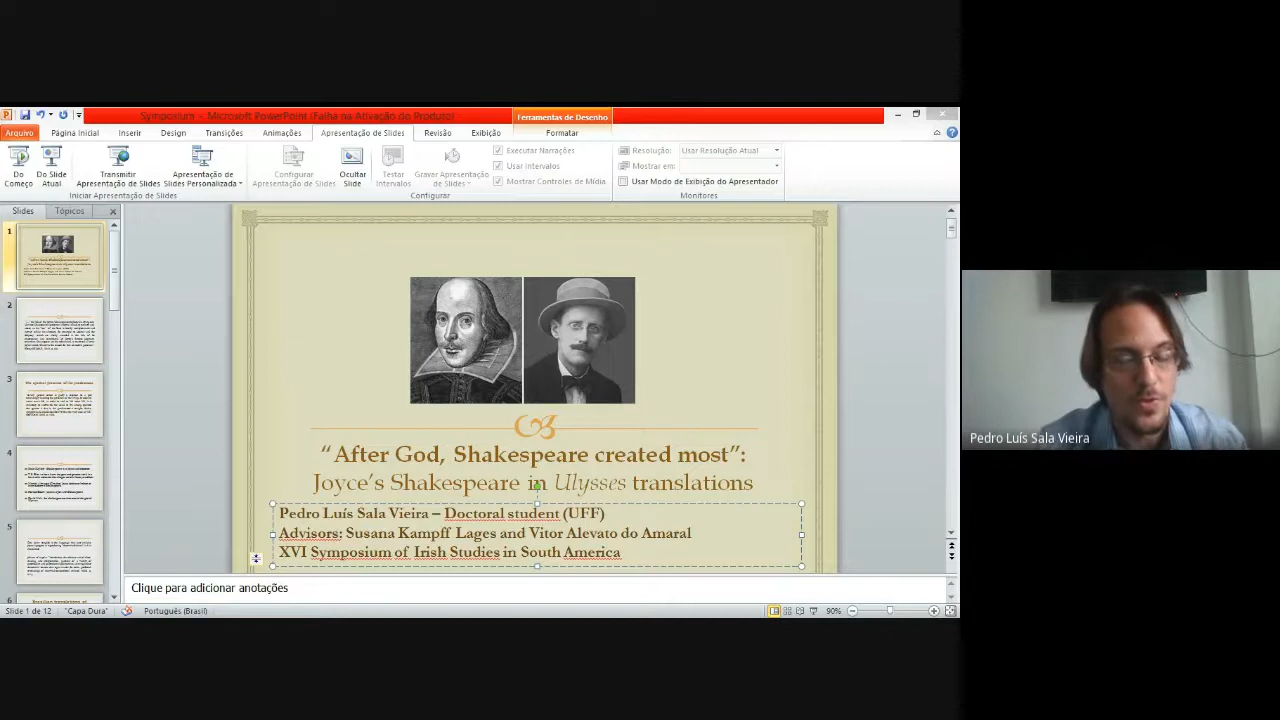 Symposium - Microsoft PowerPoint (Falha na Ativação do Produto)
Ferramentas de Desenho
Arquivo
Página Inicial
Inserir
Design
Transições
Animações
Apresentação de Slides
Revisão
Exibição
Formatar
Do Começo
Do Slide Atual
Transmitir Apresentação de Slides
Apresentação de Slides Personalizada
Iniciar Apresentação de Slides
Configurar Apresentação de Slides
Ocultar Slide
Testar Intervalos
Gravar Apresentação de Slides
Executar Narrações
Usar Intervalos
Mostrar Controles de Mídia
Configurar
Resolução:
Usar Resolução Atual
Mostrar em:
Usar Modo de Exibição do Apresentador
Monitores
Slides
Tópicos
1
2
3
4
5
6
“After God, Shakespeare created most”:
Joyce’s Shakespeare in Ulysses translations
Pedro Luís Sala Vieira – Doctoral student (UFF)
Advisors: Susana Kampff Lages and Vitor Alevato do Amaral
XVI Symposium of Irish Studies in South America
Clique para adicionar anotações
Slide 1 de 12
"Capa Dura"
Português (Brasil)
90%
Pedro Luís Sala Vieira